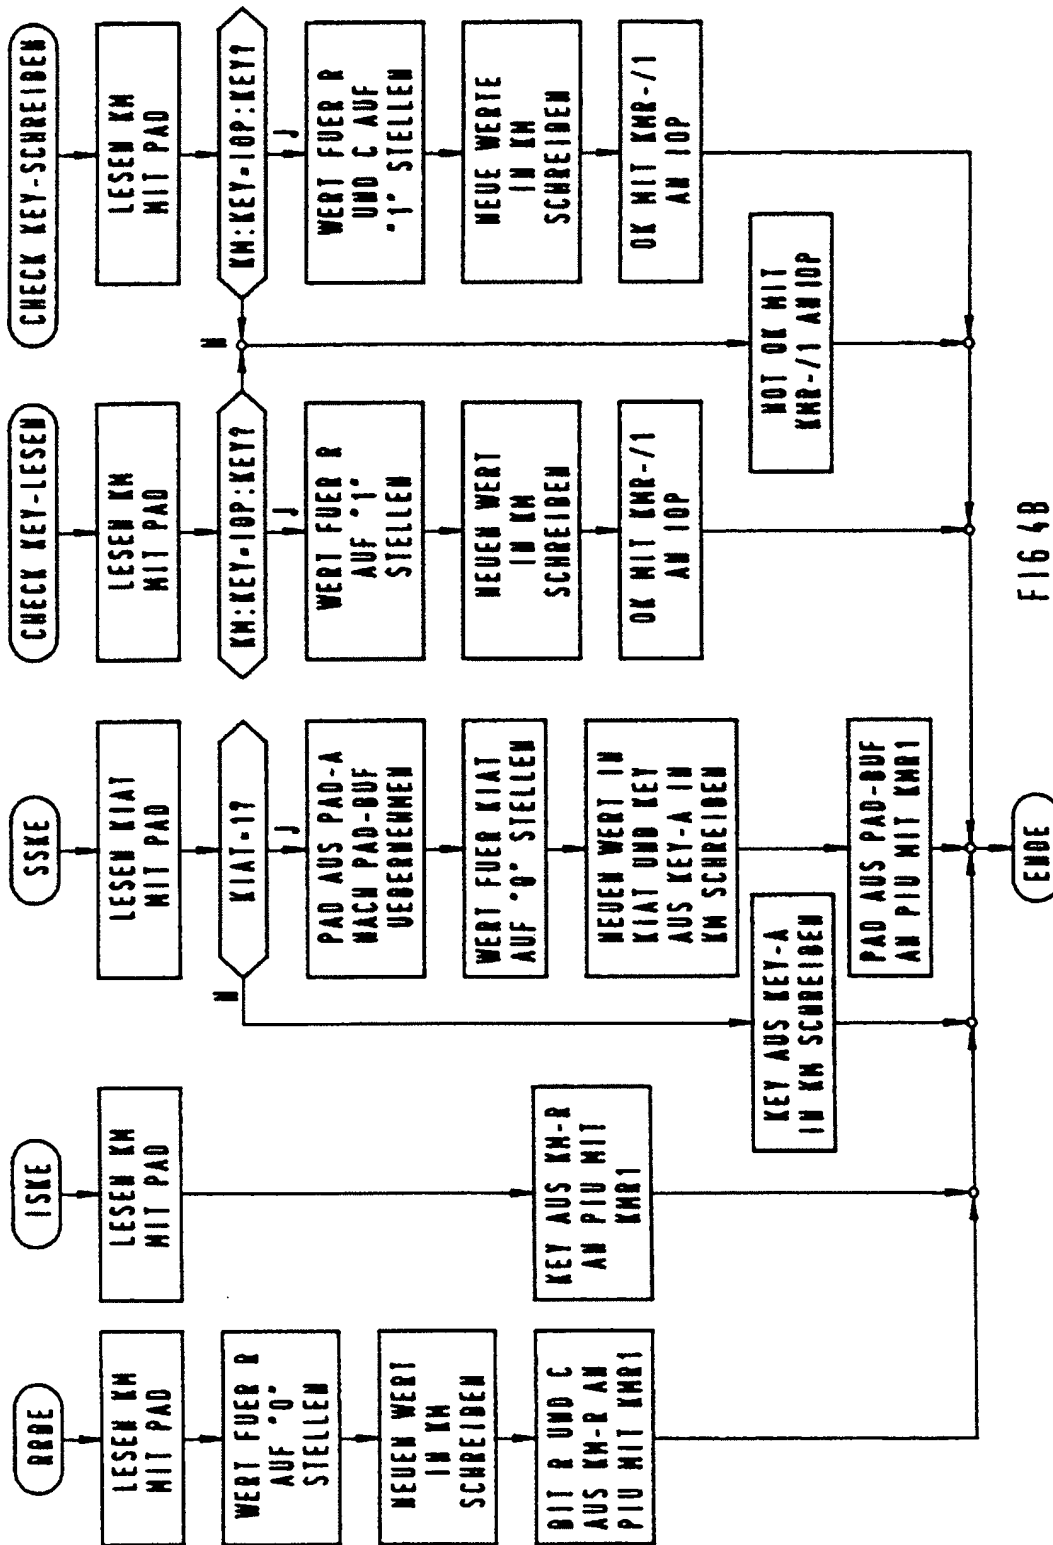 RRBE
LESEN KM
MIT PAD
WERT FUER R
AUF "0"
STELLEN
NEUEN WERT
IN KM
SCHREIBEN
BIT R UND C
AUS KM-R AN
PIU MIT KMR1
ISKE
LESEN KM
MIT PAD
KEY AUS KM-R
AN PIU MIT
KMR1
SSKE
LESEN KIAT
MIT PAD
KIAT=1?
N
J
PAD AUS PAD-A
NACH PAD-BUF
UEBERNEHMEN
WERT FUER KIAT
AUF "0" STELLEN
NEUEN WERT IN
KIAT UND KEY
AUS KEY-A IN
KM SCHREIBEN
KEY AUS KEY-A
IN KM SCHREIBEN
PAD AUS PAD-BUF
AN PIU MIT KMR1
CHECK KEY-LESEN
LESEN KM
MIT PAD
KM:KEY=IOP:KEY?
N
J
WERT FUER R
AUF "1"
STELLEN
NEUEN WERT
IN KM
SCHREIBEN
OK MIT KMR-/1
AN IOP
NOT OK MIT
KMR-/1 AN IOP
CHECK KEY-SCHREIBEN
LESEN KM
MIT PAD
KM:KEY=IOP:KEY?
J
WERT FUER R
UND C AUF
"1" STELLEN
NEUE WERTE
IN KM
SCHREIBEN
OK MIT KMR-/1
AN IOP
ENDE
FIG 4B